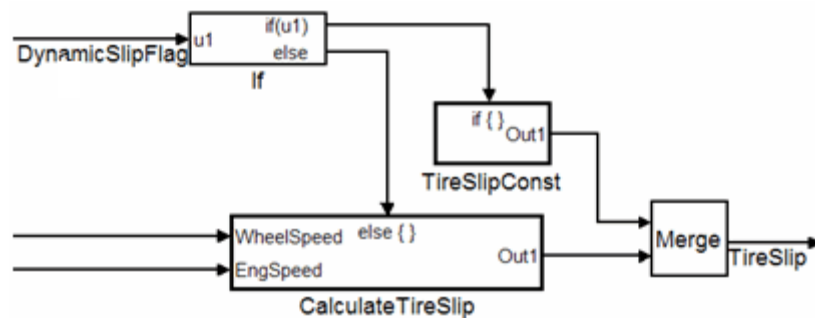 if(u1)
u1
else
DynamicSlipFlag
If
if { }
Out1
TireSlipConst
WheelSpeed
else { }
EngSpeed
Out1
CalculateTireSlip
Merge
TireSlip